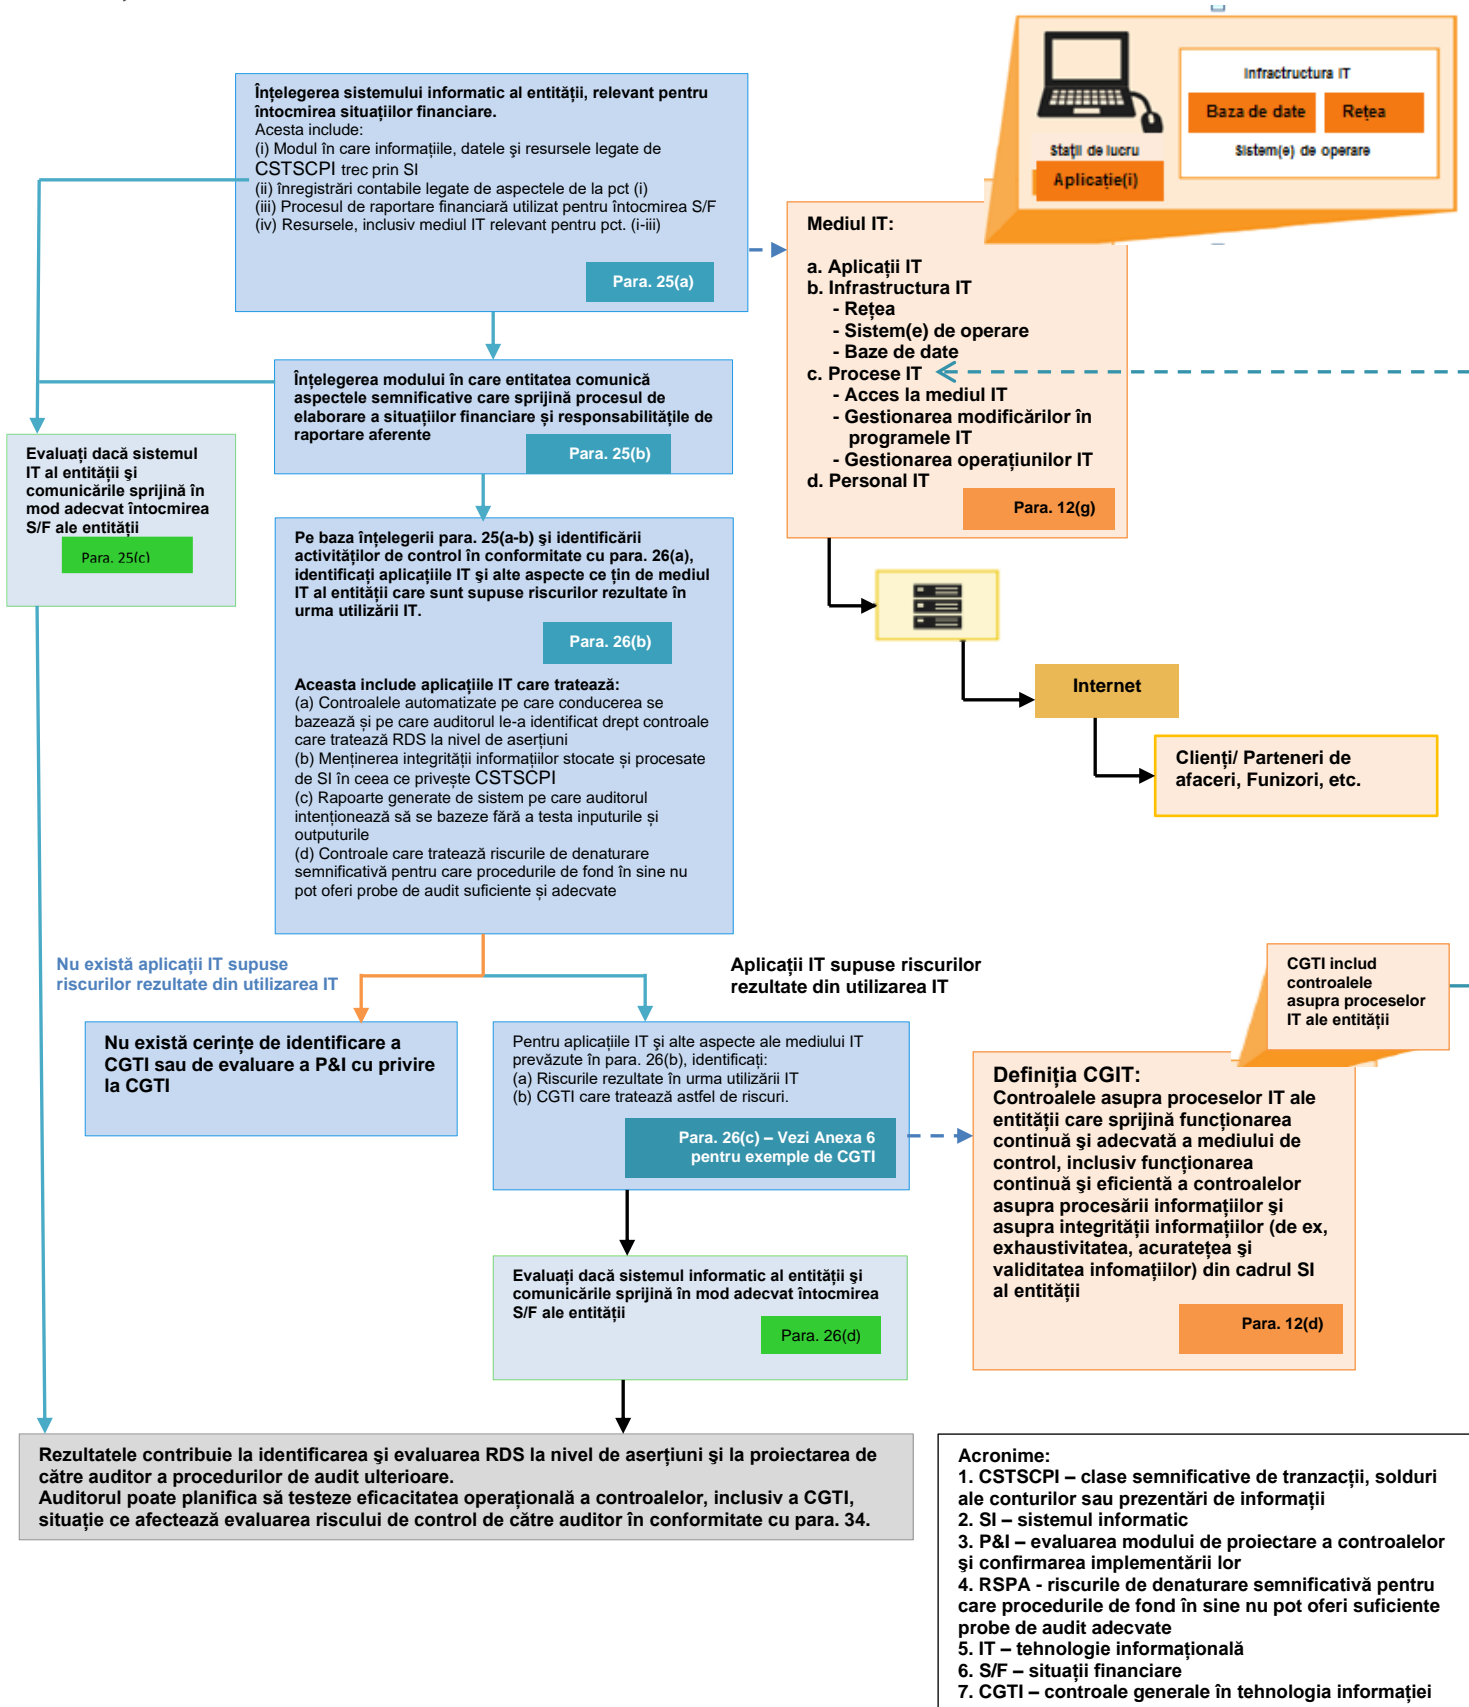 Infractructura IT
Baza de date
Rețea
Stații de lucru
Sistem(e) de operare
Aplicație(i)
Înțelegerea sistemului informatic al entității, relevant pentru
întocmirea situațiilor financiare.
Acesta include:
(i) Modul în care informațiile, datele și resursele legate de
CSTSCPI trec prin SI
(ii) înregistrări contabile legate de aspectele de la pct (i)
(iii) Procesul de raportare financiară utilizat pentru întocmirea S/F
(iv) Resursele, inclusiv mediul IT relevant pentru pct. (i-iii)
Para. 25(a)
Mediul IT:
a. Aplicații IT
b. Infrastructura IT
- Rețea
- Sistem(e) de operare
- Baze de date
c. Procese IT
- Acces la mediul IT
- Gestionarea modificărilor în
programele IT
- Gestionarea operațiunilor IT
d. Personal IT
Para. 12(g)
Înțelegerea modului în care entitatea comunică
aspectele semnificative care sprijină procesul de
elaborare a situațiilor financiare și responsabilitățile de
raportare aferente
Para. 25(b)
Evaluați dacă sistemul
IT al entității și
comunicările sprijină în
mod adecvat întocmirea
S/F ale entității
Para. 25(c)
Pe baza înțelegerii para. 25(a-b) și identificării
activităților de control în conformitate cu para. 26(a),
identificați aplicațiile IT și alte aspecte ce țin de mediul
IT al entității care sunt supuse riscurilor rezultate în
urma utilizării IT.
Para. 26(b)
Aceasta include aplicațiile IT care tratează:
(a) Controalele automatizate pe care conducerea se
bazează și pe care auditorul le-a identificat drept controale
care tratează RDS la nivel de aserțiuni
(b) Menținerea integrității informațiilor stocate și procesate
de SI în ceea ce privește CSTSCPI
(c) Rapoarte generate de sistem pe care auditorul
intenționează să se bazeze fără a testa inputurile și
outputurile
(d) Controale care tratează riscurile de denaturare
semnificativă pentru care procedurile de fond în sine nu
pot oferi probe de audit suficiente și adecvate
Internet
Clienți/ Parteneri de
afaceri, Funizori, etc.
Nu există aplicații IT supuse
riscurilor rezultate din utilizarea IT
Aplicații IT supuse riscurilor
rezultate din utilizarea IT
CGTI includ
controalele
asupra proceselor
IT ale entității
Nu există cerințe de identificare a
CGTI sau de evaluare a P&I cu privire
la CGTI
Pentru aplicațiile IT și alte aspecte ale mediului IT
prevăzute în para. 26(b), identificați:
(a) Riscurile rezultate în urma utilizării IT
(b) CGTI care tratează astfel de riscuri.
Para. 26(c) – Vezi Anexa 6
pentru exemple de CGTI
Definiția CGIT:
Controalele asupra proceselor IT ale
entității care sprijină funcționarea
continuă și adecvată a mediului de
control, inclusiv funcționarea
continuă și eficientă a controalelor
asupra procesării informațiilor și
asupra integrității informațiilor (de ex,
exhaustivitatea, acuratețea și
validitatea infomațiilor) din cadrul SI
al entității
Para. 12(d)
Evaluați dacă sistemul informatic al entității și
comunicările sprijină în mod adecvat întocmirea
S/F ale entității
Para. 26(d)
Rezultatele contribuie la identificarea și evaluarea RDS la nivel de aserțiuni și la proiectarea de
către auditor a procedurilor de audit ulterioare.
Auditorul poate planifica să testeze eficacitatea operațională a controalelor, inclusiv a CGTI,
situație ce afectează evaluarea riscului de control de către auditor în conformitate cu para. 34.
Acronime:
1. CSTSCPI – clase semnificative de tranzacții, solduri
ale conturilor sau prezentări de informații
2. SI – sistemul informatic
3. P&I – evaluarea modului de proiectare a controalelor
și confirmarea implementării lor
4. RSPA - riscurile de denaturare semnificativă pentru
care procedurile de fond în sine nu pot oferi suficiente
probe de audit adecvate
5. IT – tehnologie informațională
6. S/F – situații financiare
7. CGTI – controale generale în tehnologia informației